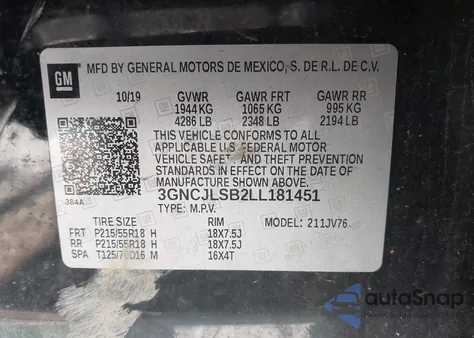 GM MFD BY GENERAL MOTORS DE MEXICO, S. DE R.L. DE C.V.
10/19 GVWR GAWR FRT GAWR RR
1944 KG 1065 KG 995 KG
4286 LB 2348 LB 2194 LB
THIS VEHICLE CONFORMS TO ALL
APPLICABLE U.S. FEDERAL MOTOR
VEHICLE SAFETY AND THEFT PREVENTION
STANDARDS IN EFFECT ON THE DATE OF
MANUFACTURE SHOWN ABOVE.
384A
3GNCJLSB2LL181451
TYPE: M.P.V. MODEL: 211JV76
TIRE SIZE RIM
FRT P215/55R18 H 18X7.5J
RR P215/55R18 H 18X7.5J
SPA T125/70D16 M 16X4T
autoSnap